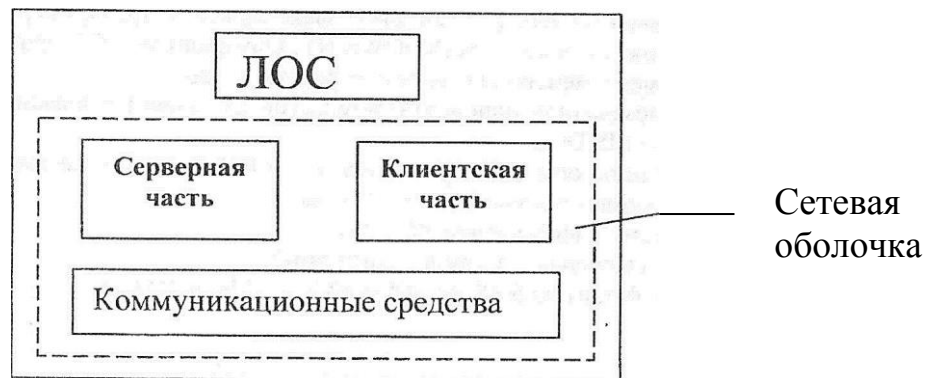 ЛОС
Серверная
часть
Клиентская
часть
Сетевая
оболочка
Коммуникационные средства